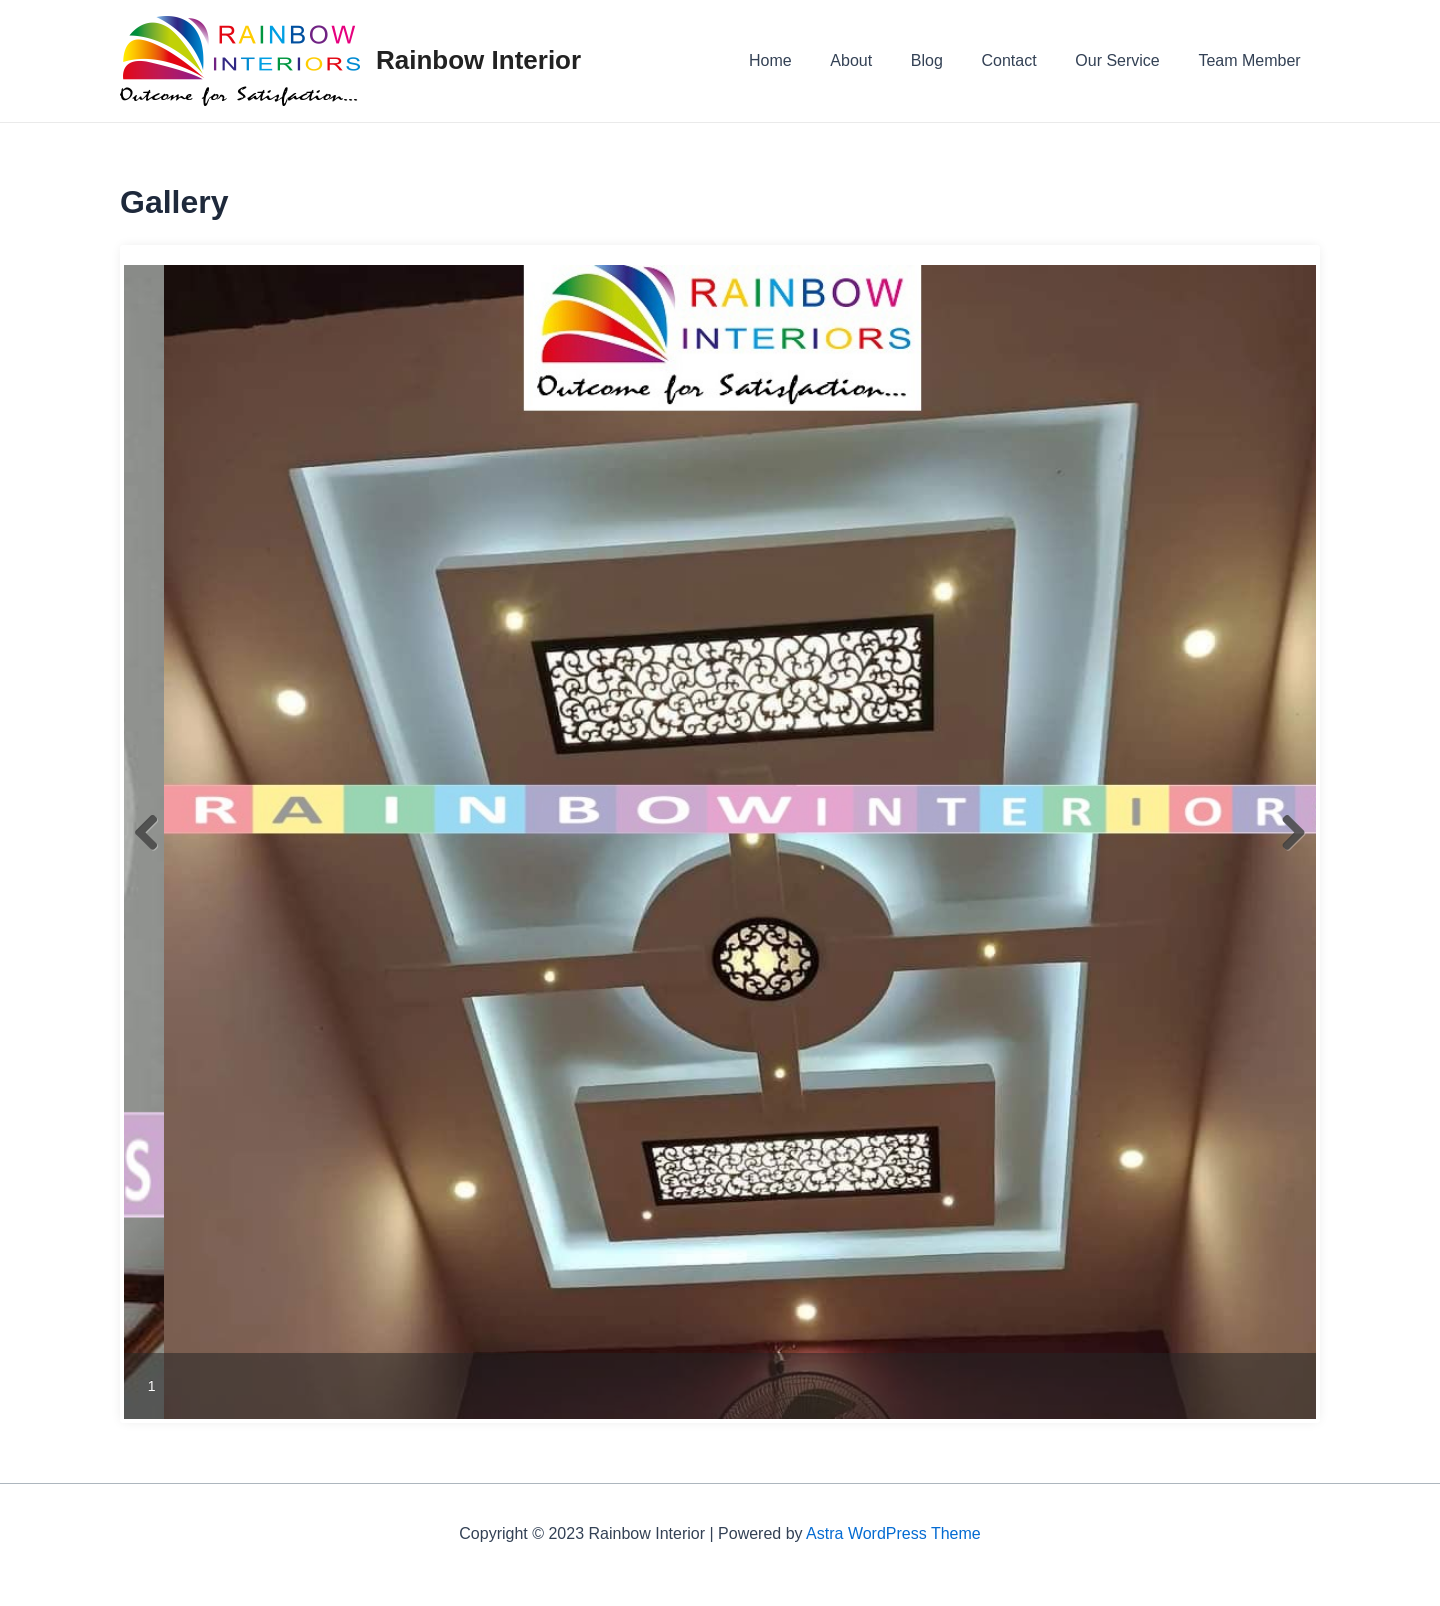 RAINBOW
INTERIORS
Outcome for Satisfaction...
Rainbow Interior
Home
About
Blog
Contact
Our Service
Team Member
Gallery
RAINBOW
INTERIORS
Outcome for Satisfaction...
RAINBOWINTERIOR
S
1
Copyright © 2023 Rainbow Interior | Powered by Astra WordPress Theme